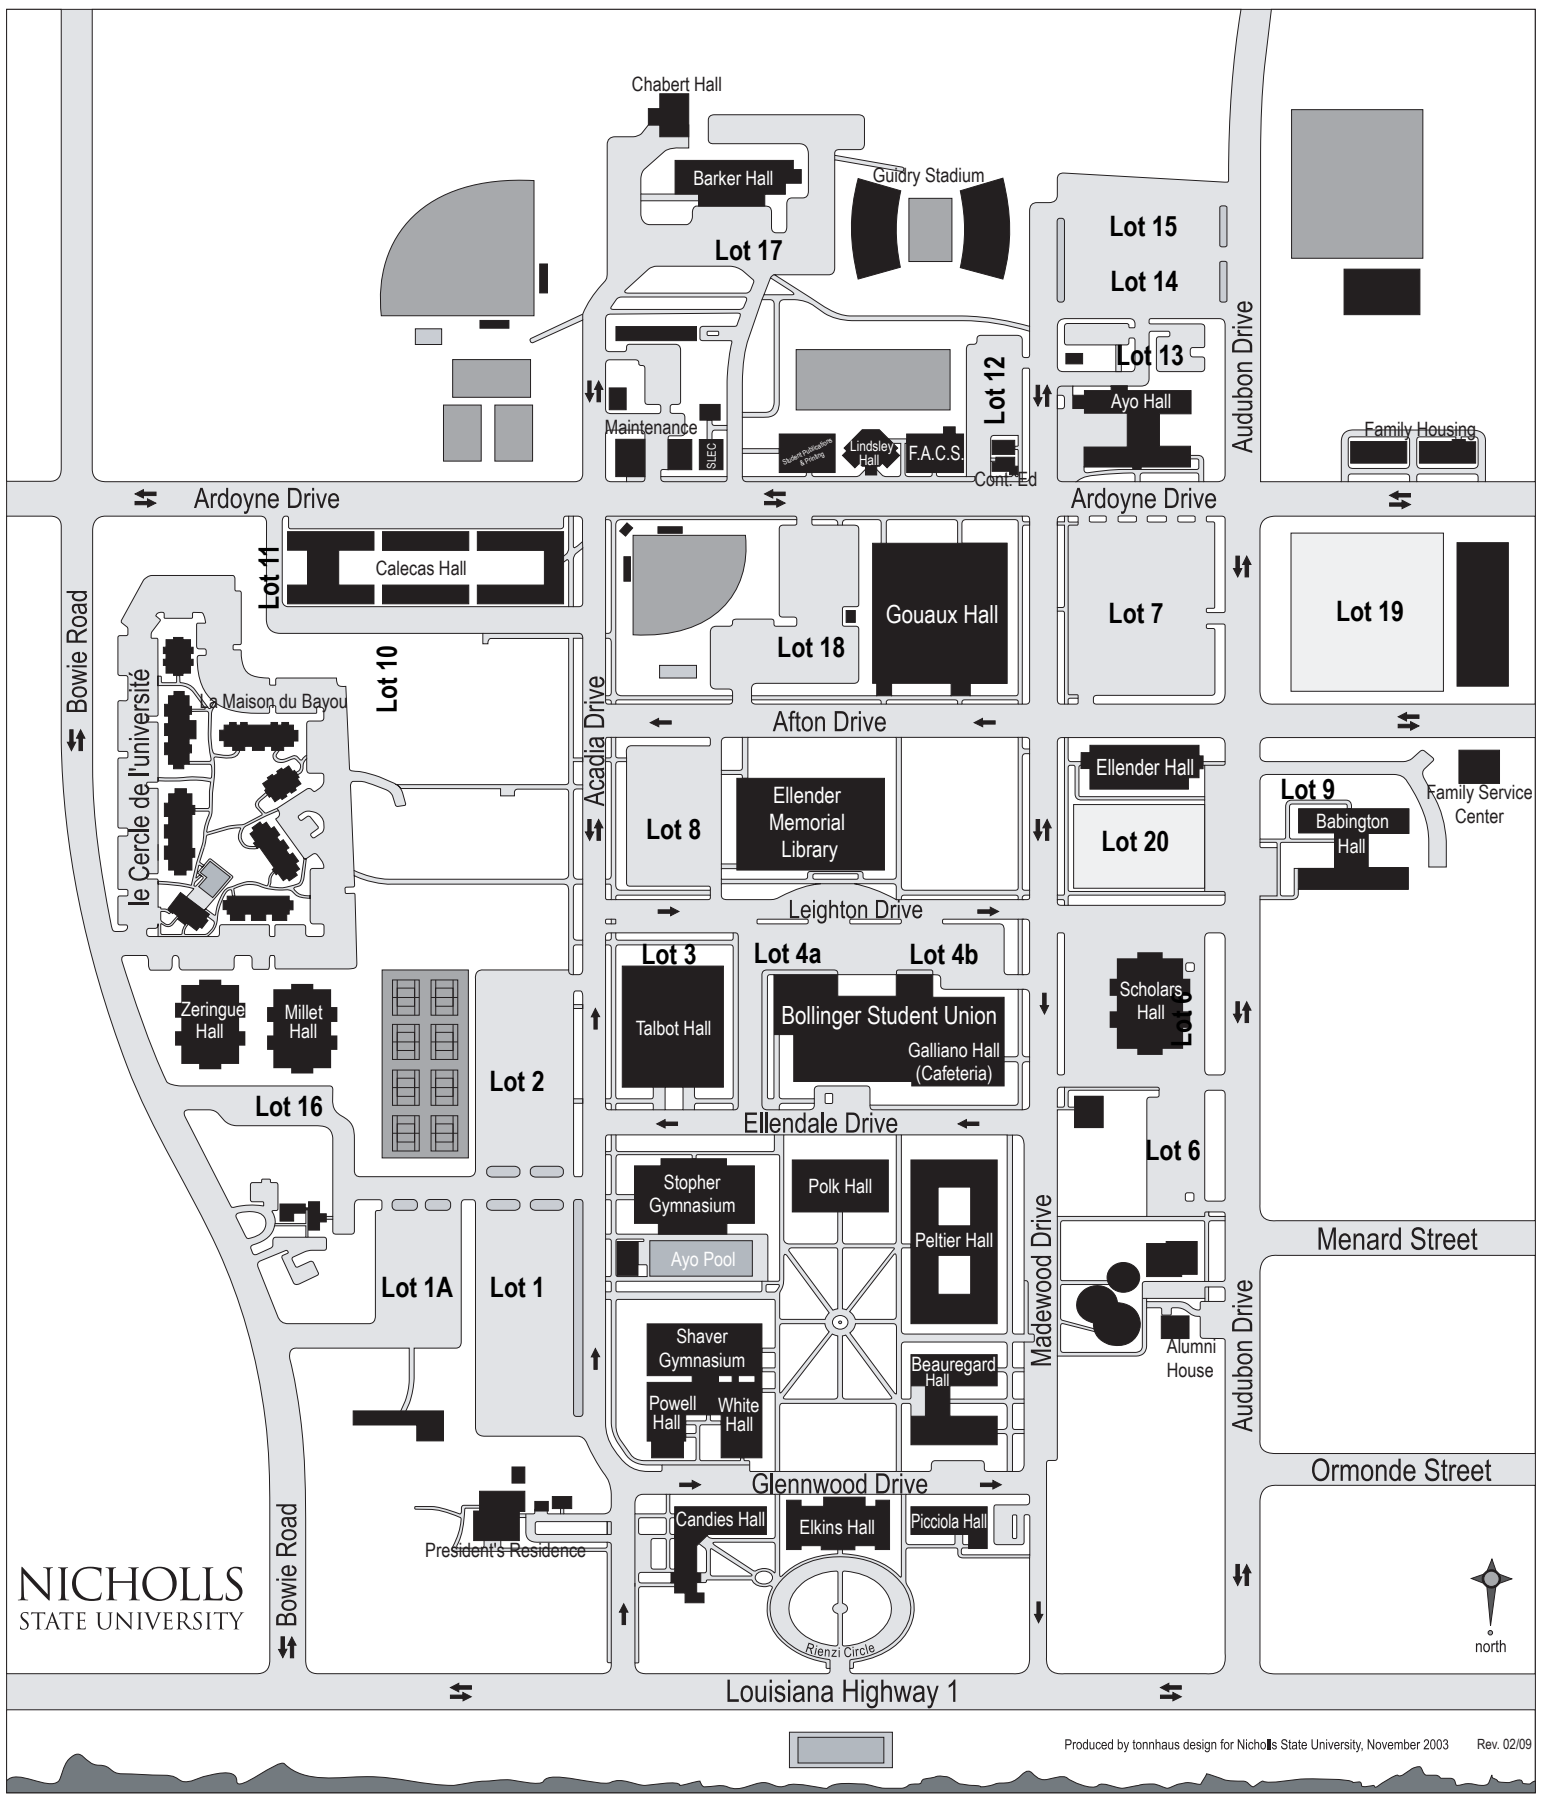 Chabert Hall
Barker Hall
Guidry Stadium
Lot 17
Lot 15
Lot 14
Lot 13
Lot 12
Ayo Hall
Audubon Drive
Maintenance
SLEC
Student Publications
& Printing
Lindsley
Hall
F.A.C.S.
Cont. Ed
Family Housing
Ardoyne Drive
Ardoyne Drive
Lot 11
Calecas Hall
Bowie Road
Lot 10
le Cercle de l'université
La Maison du Bayou
Acadia Drive
Lot 18
Gouaux Hall
Lot 7
Lot 19
Afton Drive
Ellender Hall
Lot 9
Family Service
Center
Babington
Hall
Lot 8
Ellender
Memorial
Library
Lot 20
Leighton Drive
Lot 3
Lot 4a
Lot 4b
Zeringue
Hall
Millet
Hall
Talbot Hall
Bollinger Student Union
Galliano Hall
(Cafeteria)
Scholars
Hall
Lot 6
Lot 2
Lot 16
Ellendale Drive
Lot 6
Stopher
Gymnasium
Polk Hall
Peltier Hall
Madewood Drive
Menard Street
Ayo Pool
Lot 1A
Lot 1
Shaver
Gymnasium
Powell
Hall
White
Hall
Beauregard
Hall
Alumni
House
Audubon Drive
Glennwood Drive
Ormonde Street
Candies Hall
Elkins Hall
Picciola Hall
President's Residence
Bowie Road
NICHOLLS
STATE UNIVERSITY
Rienzi Circle
north
Louisiana Highway 1
Produced by tonnhaus design for Nicholls State University, November 2003 Rev. 02/09